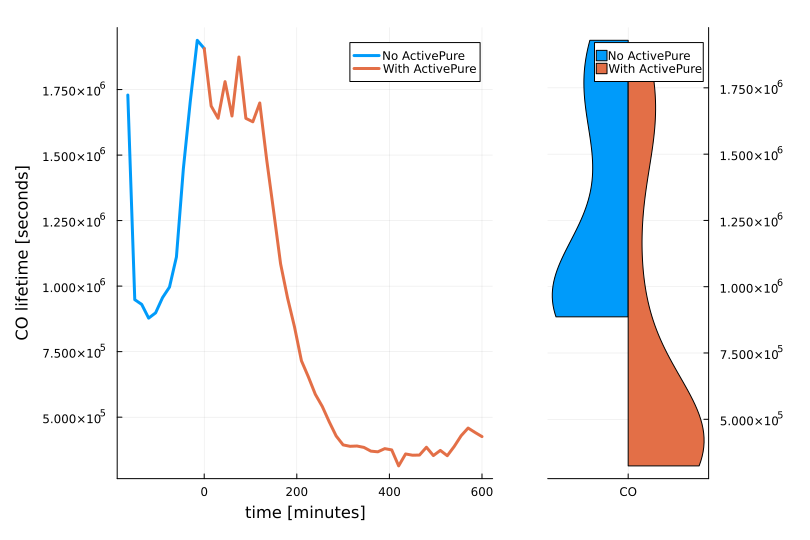 No ActivePure
With ActivePure
1.750×10⁶
1.500×10⁶
1.250×10⁶
1.000×10⁶
7.500×10⁵
5.000×10⁵
CO lifetime [seconds]
0 200 400 600
time [minutes]
No ActivePure
With ActivePure
1.750×10⁶
1.500×10⁶
1.250×10⁶
1.000×10⁶
7.500×10⁵
5.000×10⁵
CO